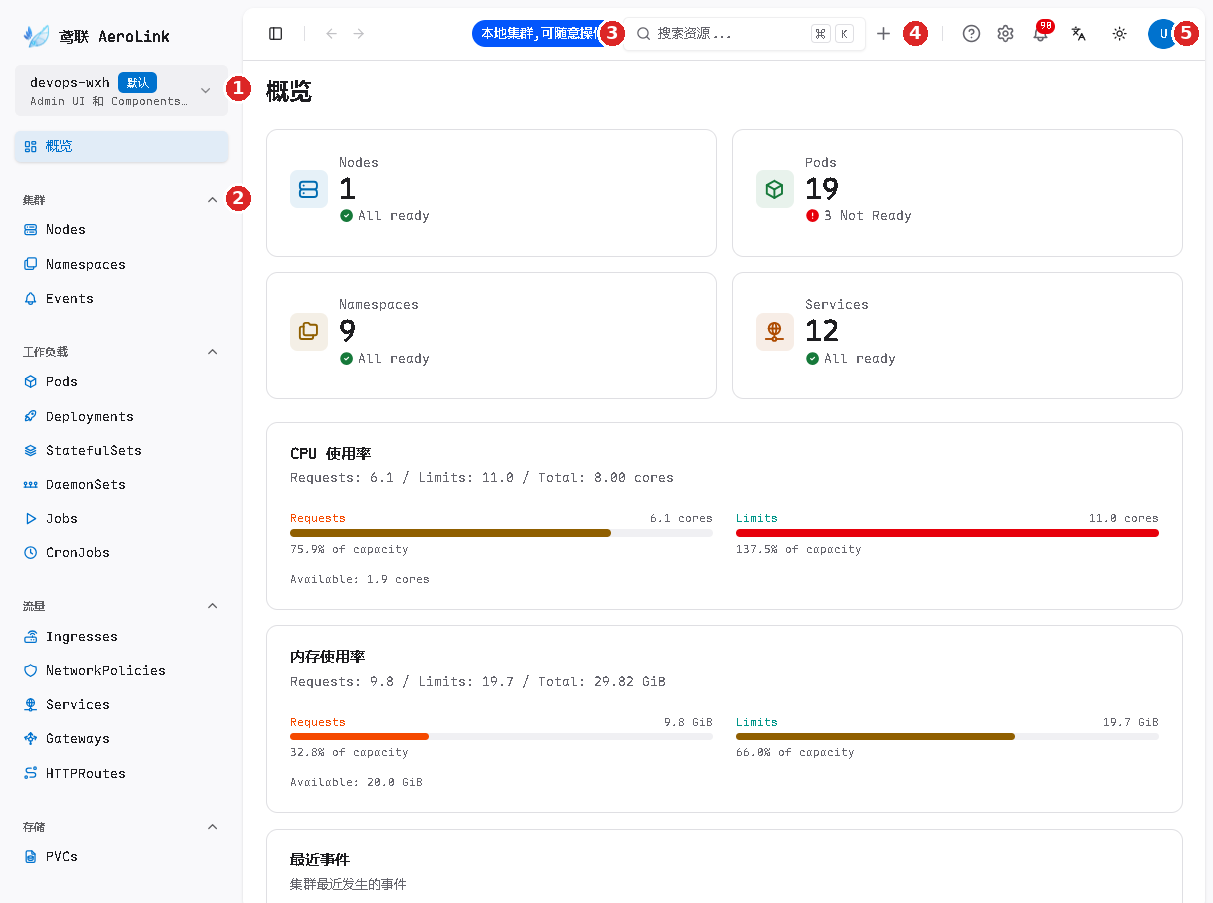 鸢联 AeroLink
devops-wxh 默认
Admin UI 和 Components…
1
概览
集群
2
Nodes
Namespaces
Events
工作负载
Pods
Deployments
StatefulSets
DaemonSets
Jobs
CronJobs
流量
Ingresses
NetworkPolicies
Services
Gateways
HTTPRoutes
存储
PVCs
本地集群,可随意操作
3
搜索资源...
⌘ K
4
90
U
5
概览
Nodes
1
All ready
Pods
19
3 Not Ready
Namespaces
9
All ready
Services
12
All ready
CPU 使用率
Requests: 6.1 / Limits: 11.0 / Total: 8.00 cores
Requests 6.1 cores
75.9% of capacity
Limits 11.0 cores
137.5% of capacity
Available: 1.9 cores
内存使用率
Requests: 9.8 / Limits: 19.7 / Total: 29.82 GiB
Requests 9.8 GiB
32.8% of capacity
Limits 19.7 GiB
66.0% of capacity
Available: 20.0 GiB
最近事件
集群最近发生的事件